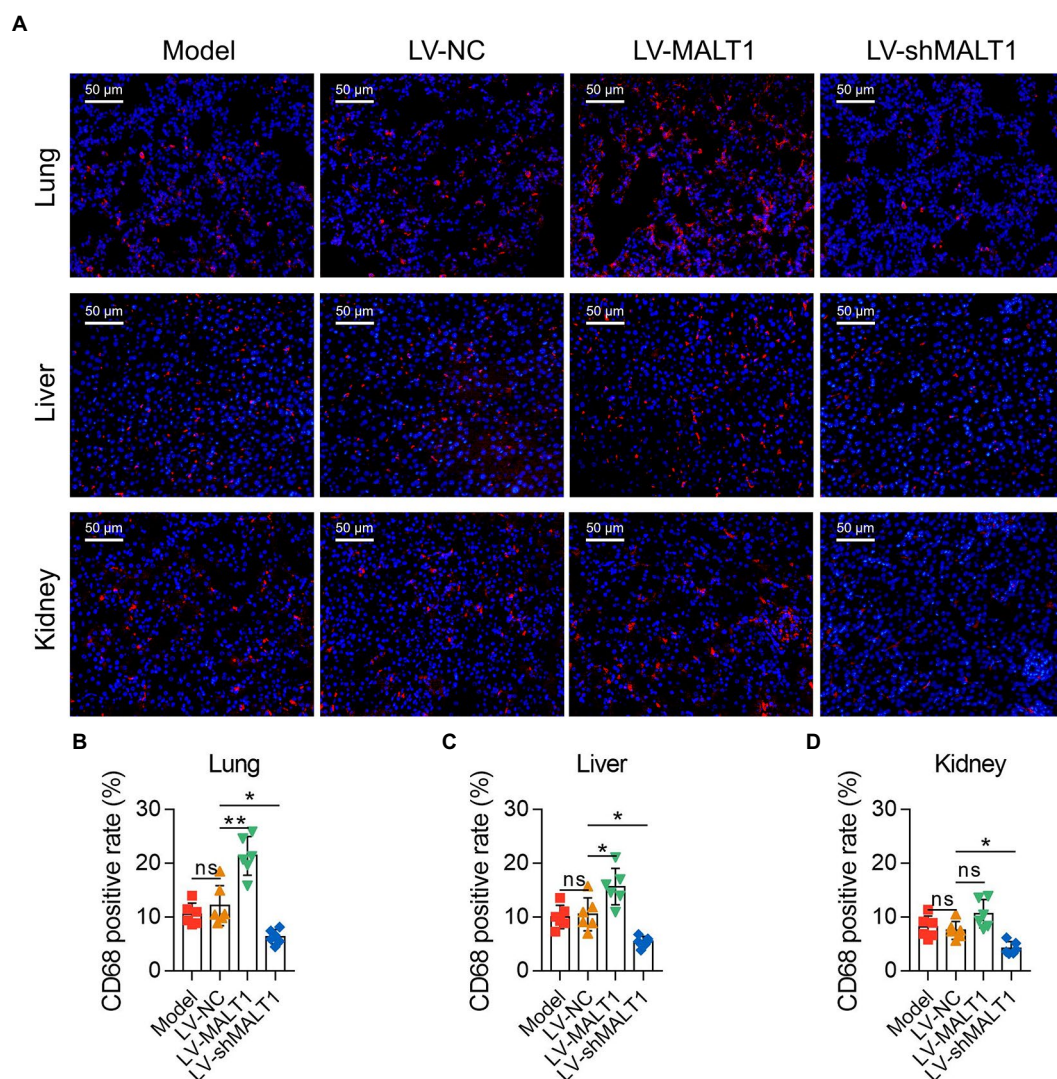 A
Model LV-NC LV-MALT1 LV-shMALT1
Lung
50 µm 50 µm 50 µm 50 µm
Liver
50 µm 50 µm 50 µm 50 µm
Kidney
50 µm 50 µm 50 µm 50 µm
B
Lung
CD68 positive rate (%)
30
20
10
0
ns
**
*
Model
LV-NC
LV-MALT1
LV-shMALT1
C
Liver
CD68 positive rate (%)
30
20
10
0
ns
*
*
Model
LV-NC
LV-MALT1
LV-shMALT1
D
Kidney
CD68 positive rate (%)
30
20
10
0
ns
ns
*
Model
LV-NC
LV-MALT1
LV-shMALT1